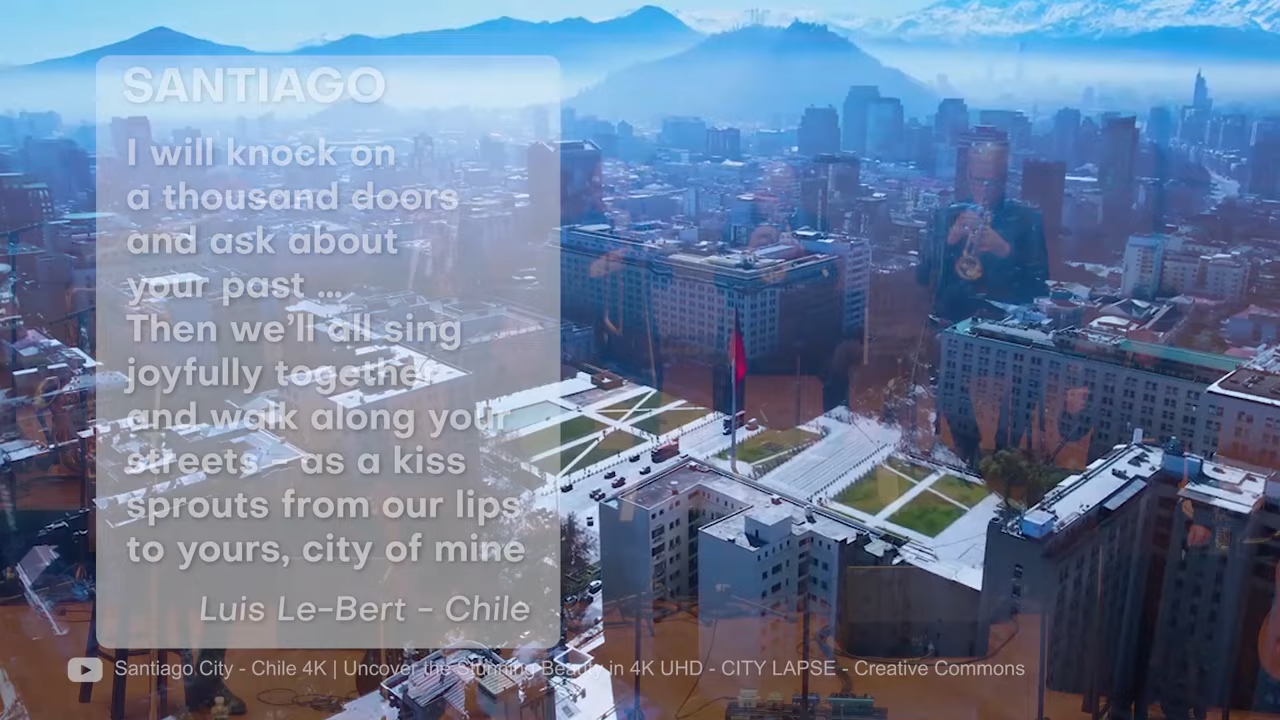 SANTIAGO
I will knock on
a thousand doors
and ask about
your past ...
Then we’ll all sing
joyfully together
and walk along your
streets as a kiss
sprouts from our lips
to yours, city of mine
Luis Le-Bert - Chile
Santiago City - Chile 4K | Uncover the Stunning Beauty in 4K UHD - CITY LAPSE - Creative Commons